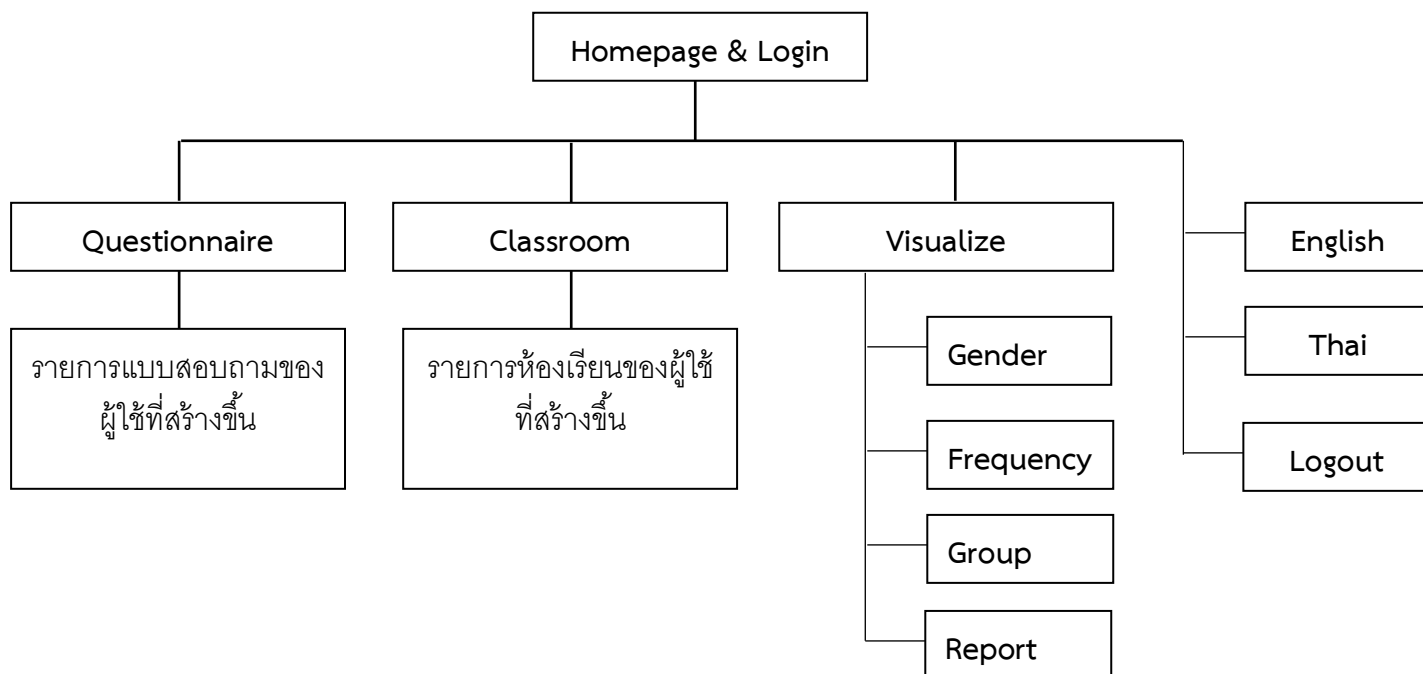 Homepage & Login
Questionnaire
Classroom
Visualize
English
รายการแบบสอบถามของ
ผู้ใช้ที่สร้างขึ้น
รายการห้องเรียนของผู้ใช้
ที่สร้างขึ้น
Gender
Thai
Frequency
Logout
Group
Report